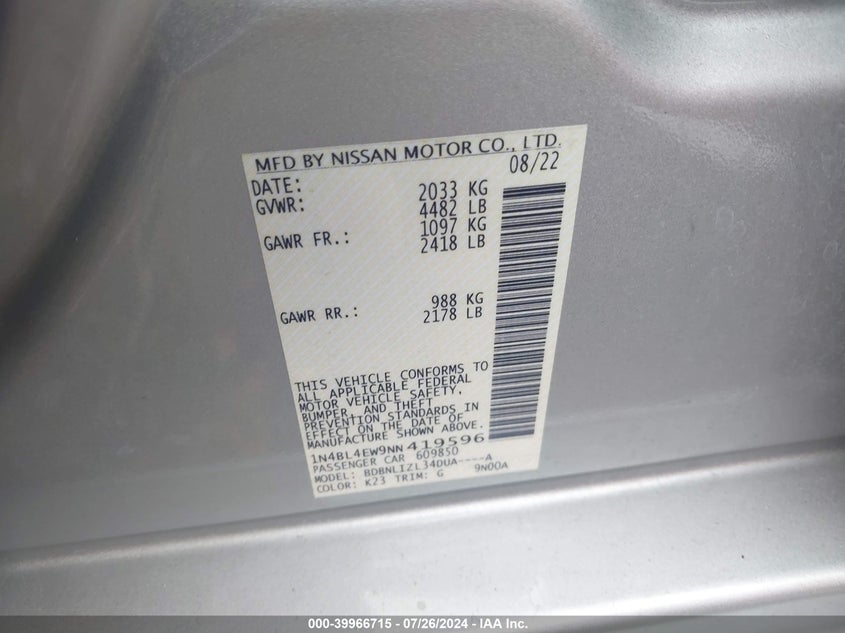 MFD BY NISSAN MOTOR CO., LTD.
DATE: 08/22
GVWR: 2033 KG
4482 LB
GAWR FR.: 1097 KG
2418 LB
GAWR RR.: 988 KG
2178 LB
THIS VEHICLE CONFORMS TO
ALL APPLICABLE FEDERAL
MOTOR VEHICLE SAFETY,
BUMPER, AND THEFT
PREVENTION STANDARDS IN
EFFECT ON THE DATE OF
MANUFACTURE SHOWN ABOVE.
1N4BL4EW9NN419596
PASSENGER CAR 609850
MODEL: BDBNLIZL34DUA----A
COLOR: K23 TRIM: G 9N00A
000-39966715 - 07/26/2024 - IAA Inc.